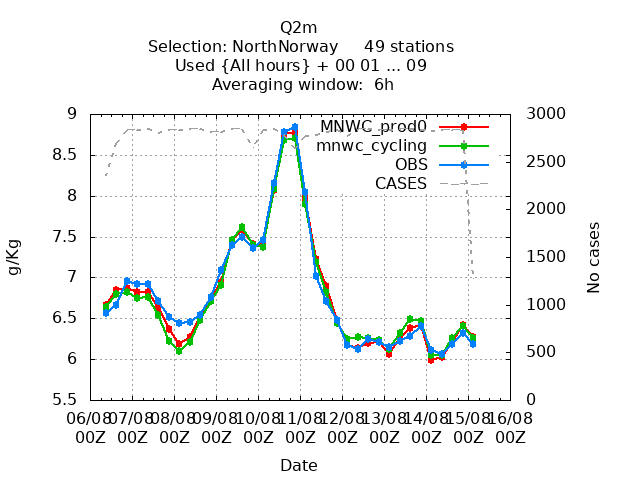 Q2m
Selection: NorthNorway     49 stations
Used {All hours} + 00 01 ... 09
Averaging window:  6h
MNWC_prod0
mnwc_cycling
OBS
CASES
9
8.5
8
7.5
7
6.5
6
5.5
3000
2500
2000
1500
1000
500
0
g/Kg
No cases
06/08 07/08 08/08 09/08 10/08 11/08 12/08 13/08 14/08 15/08 16/08
00Z 00Z 00Z 00Z 00Z 00Z 00Z 00Z 00Z 00Z 00Z
Date